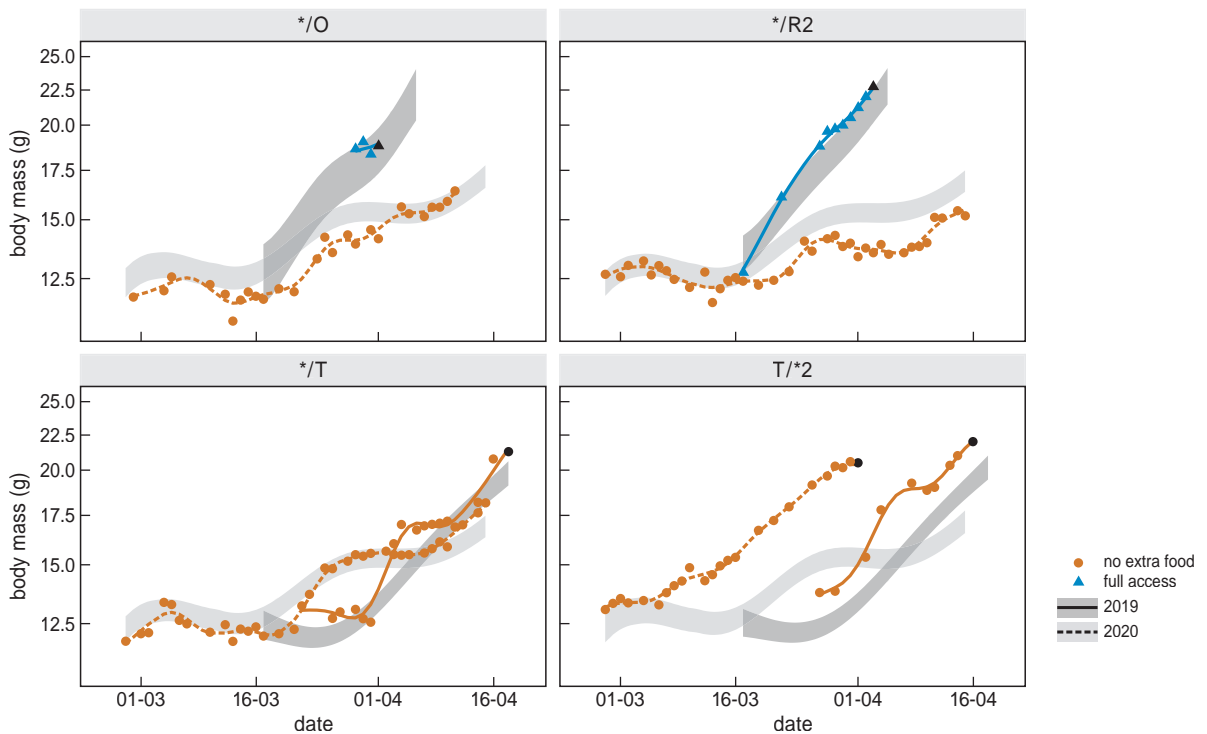 */O
*/R2
25.0
22.5
20.0
17.5
15.0
12.5
body mass (g)
*/T
T/*2
25.0
22.5
20.0
17.5
15.0
12.5
body mass (g)
01-03
16-03
01-04
16-04
01-03
16-03
01-04
16-04
date
date
no extra food
full access
2019
2020